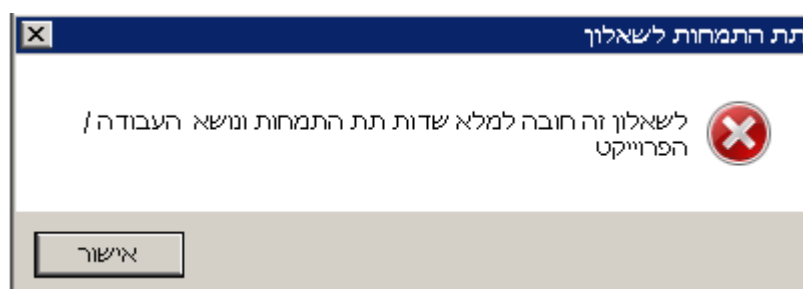 תת התמחות לשאלון
לשאלון זה חובה למלא שדות תת התמחות ונושא העבודה /
הפרוייקט
אישור